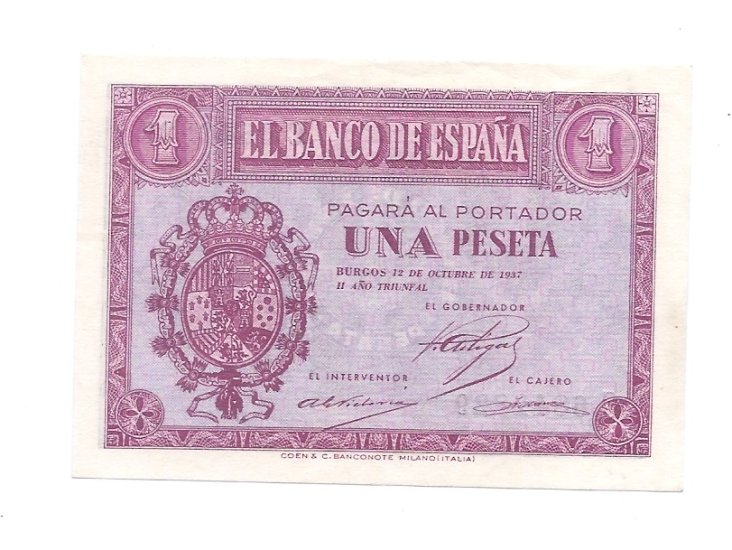 1 EL BANCO DE ESPAÑA 1
PAGARÁ AL PORTADOR
UNA PESETA
BURGOS 12 DE OCTUBRE DE 1937
II AÑO TRIUNFAL
EL GOBERNADOR
EL INTERVENTOR
EL CAJERO
COEN & C. BANCONOTE MILANO (ITALIA)